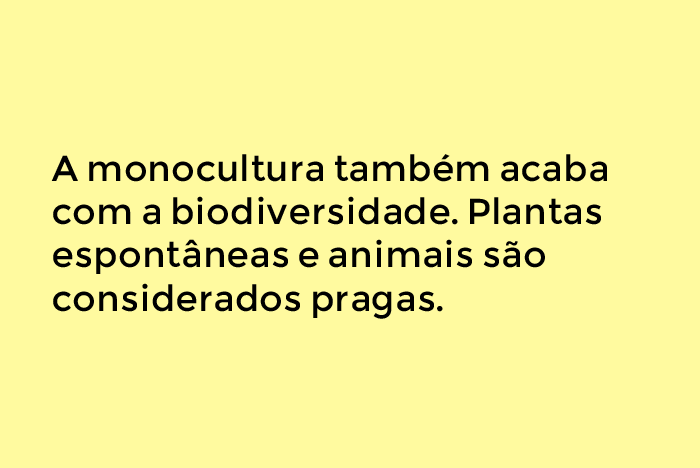 A monocultura também acaba
com a biodiversidade. Plantas
espontâneas e animais são
considerados pragas.